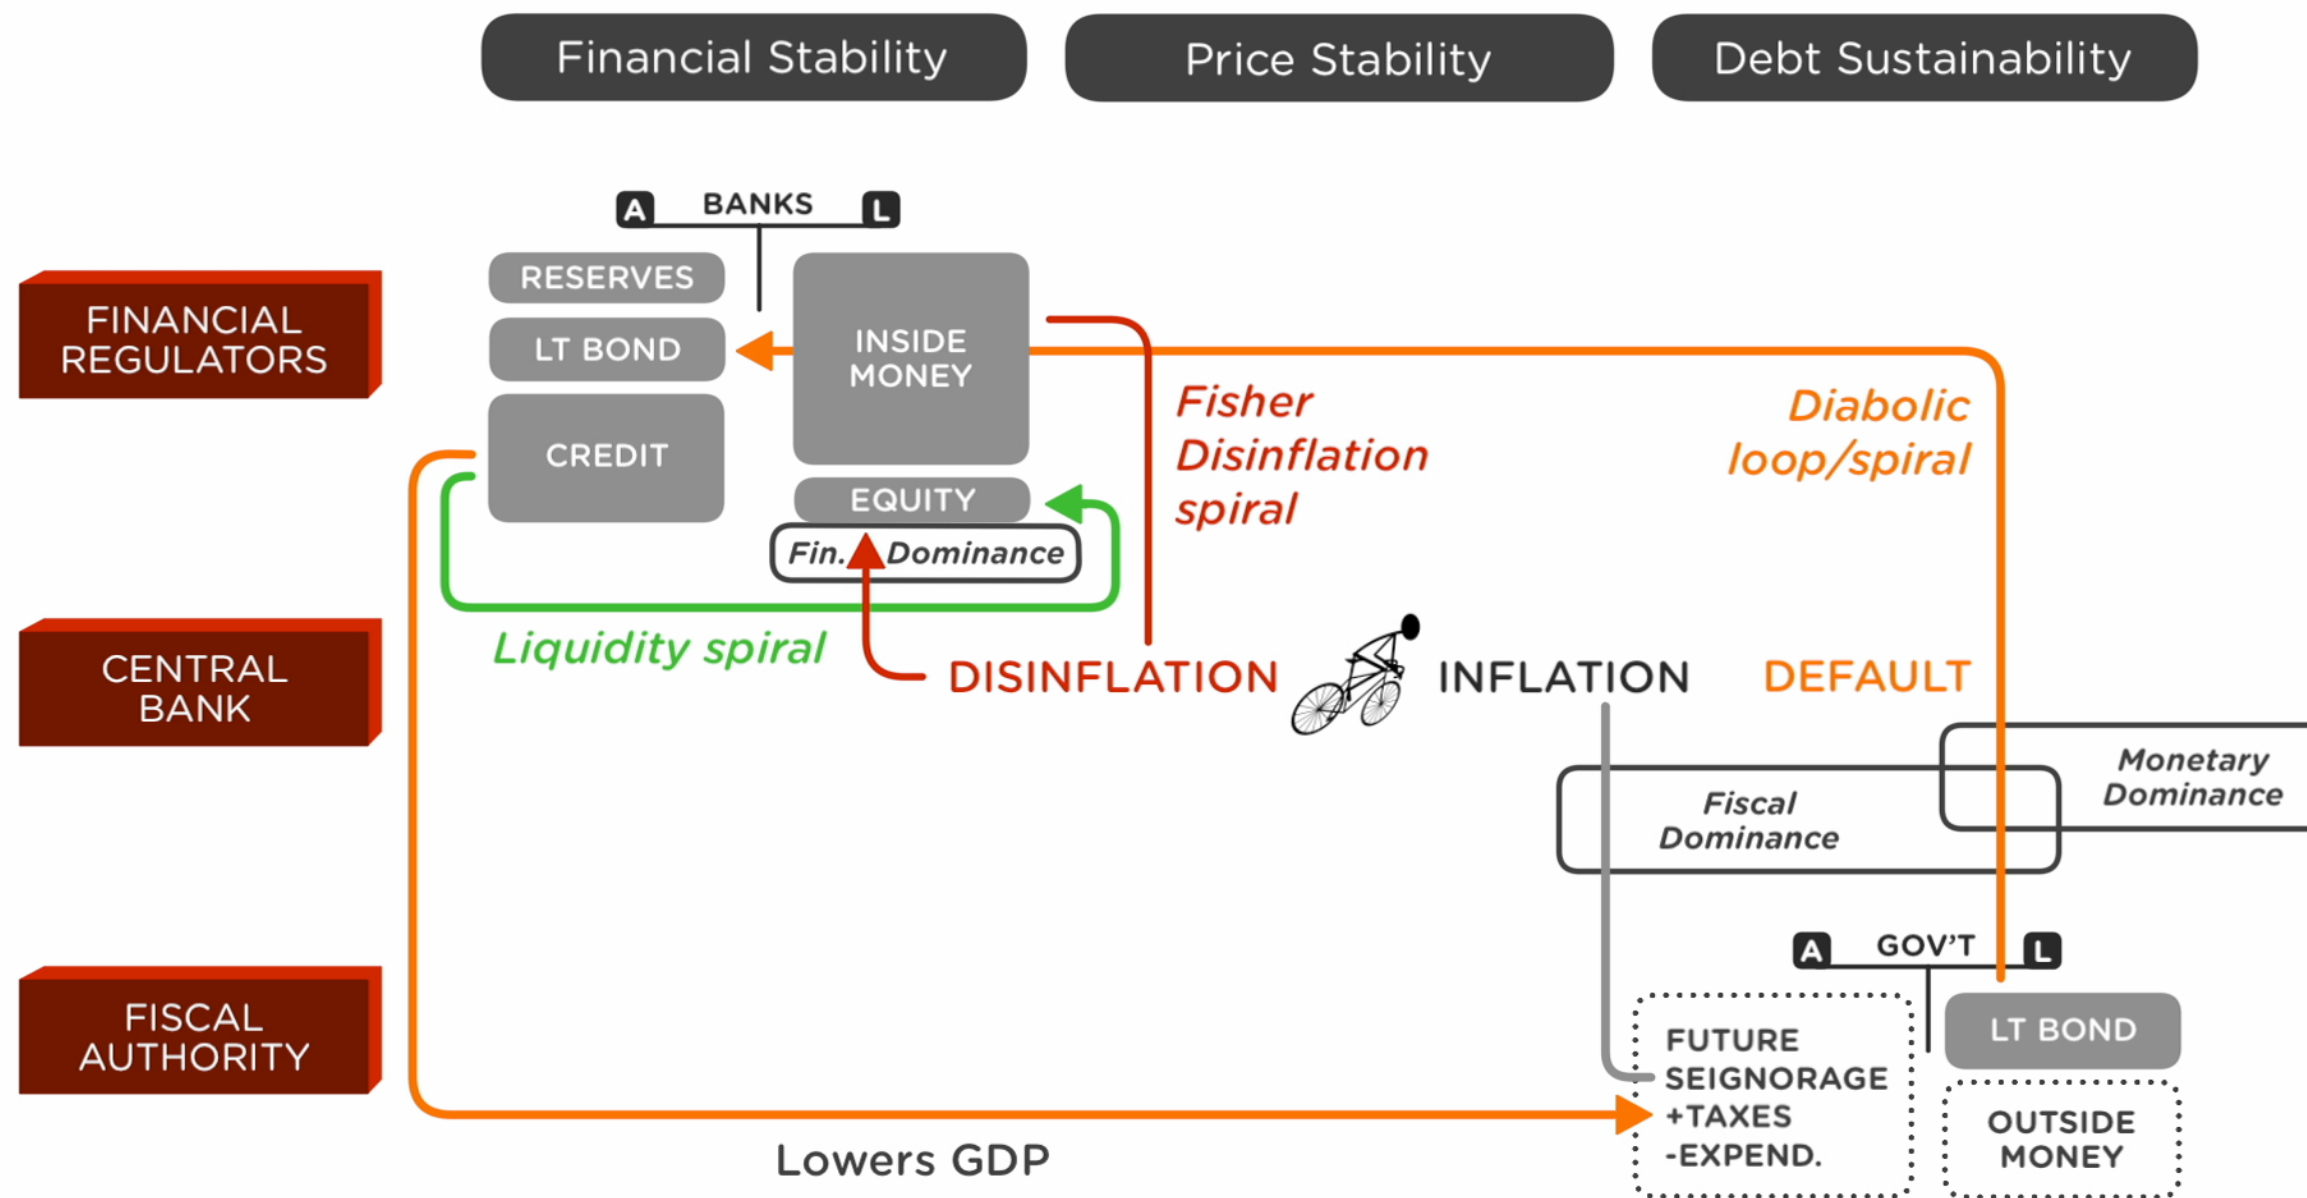 Financial Stability
Price Stability
Debt Sustainability
A BANKS L
RESERVES
LT BOND
CREDIT
INSIDE
MONEY
EQUITY
Fin. Dominance
FINANCIAL
REGULATORS
Fisher
Disinflation
spiral
Diabolic
loop/spiral
Liquidity spiral
CENTRAL
BANK
DISINFLATION
INFLATION
DEFAULT
Monetary
Dominance
Fiscal
Dominance
A GOV'T L
FISCAL
AUTHORITY
FUTURE
SEIGNORAGE
+TAXES
-EXPEND.
LT BOND
OUTSIDE
MONEY
Lowers GDP